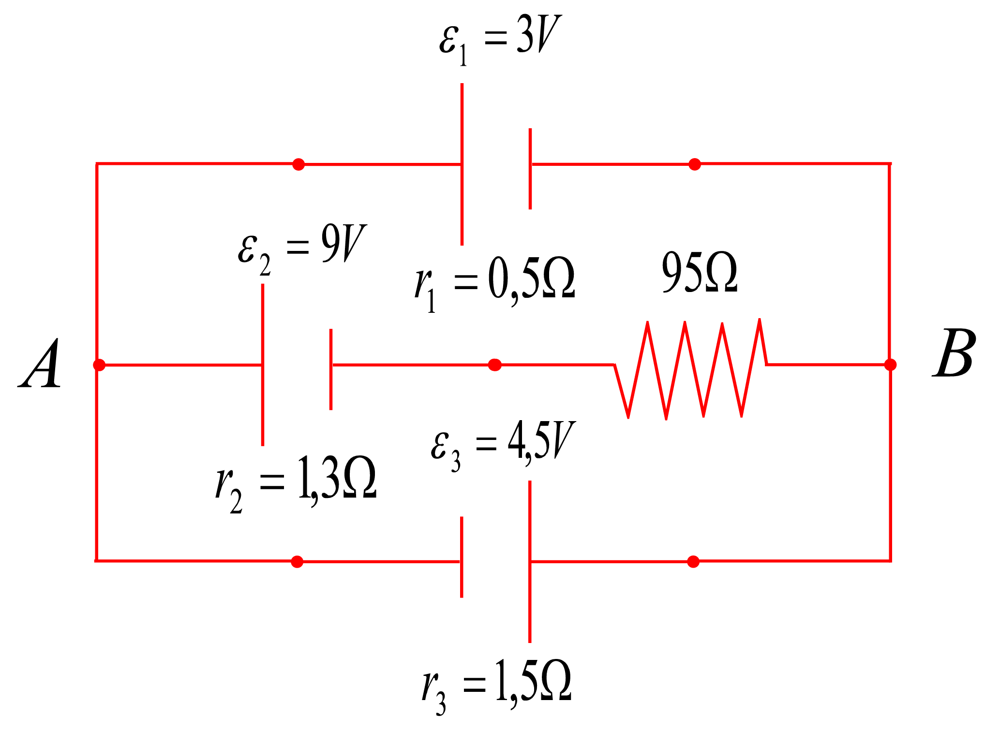 ε₁ = 3V
ε₂ = 9V
r₁ = 0,5Ω
95Ω
A
B
ε₃ = 4,5V
r₂ = 1,3Ω
r₃ = 1,5Ω